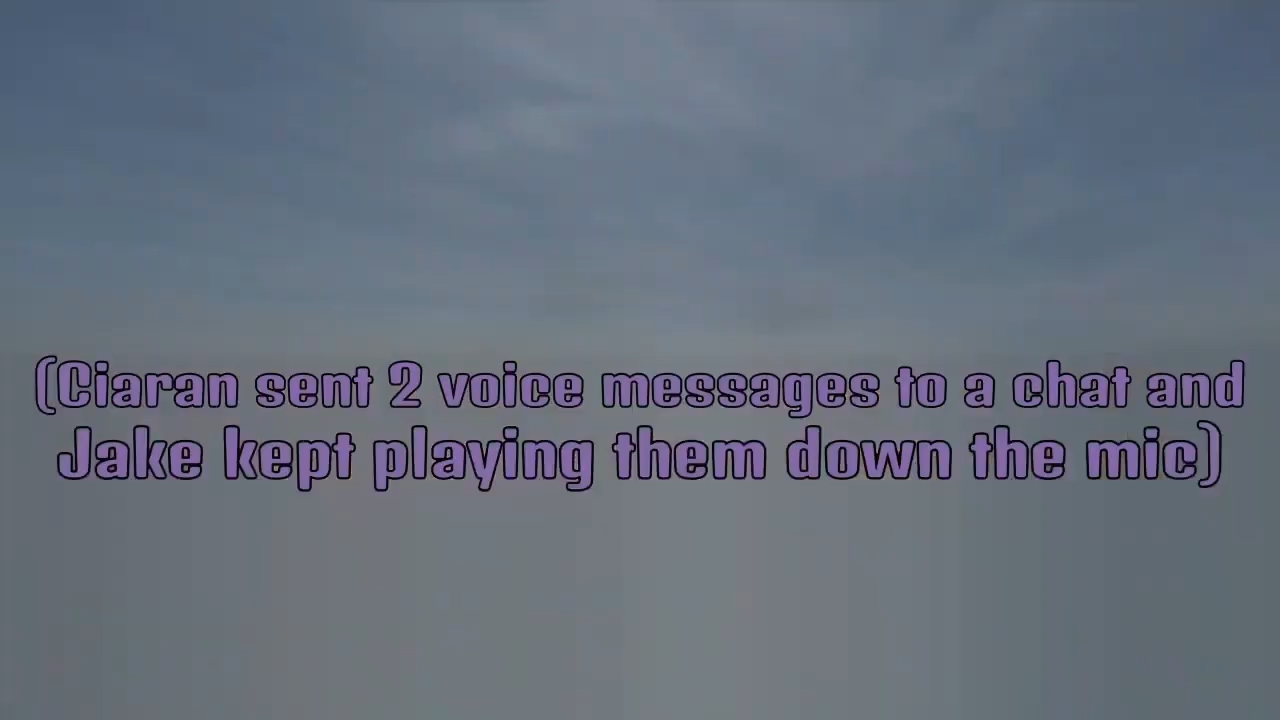 (Ciaran sent 2 voice messages to a chat and
Jake kept playing them down the mic)